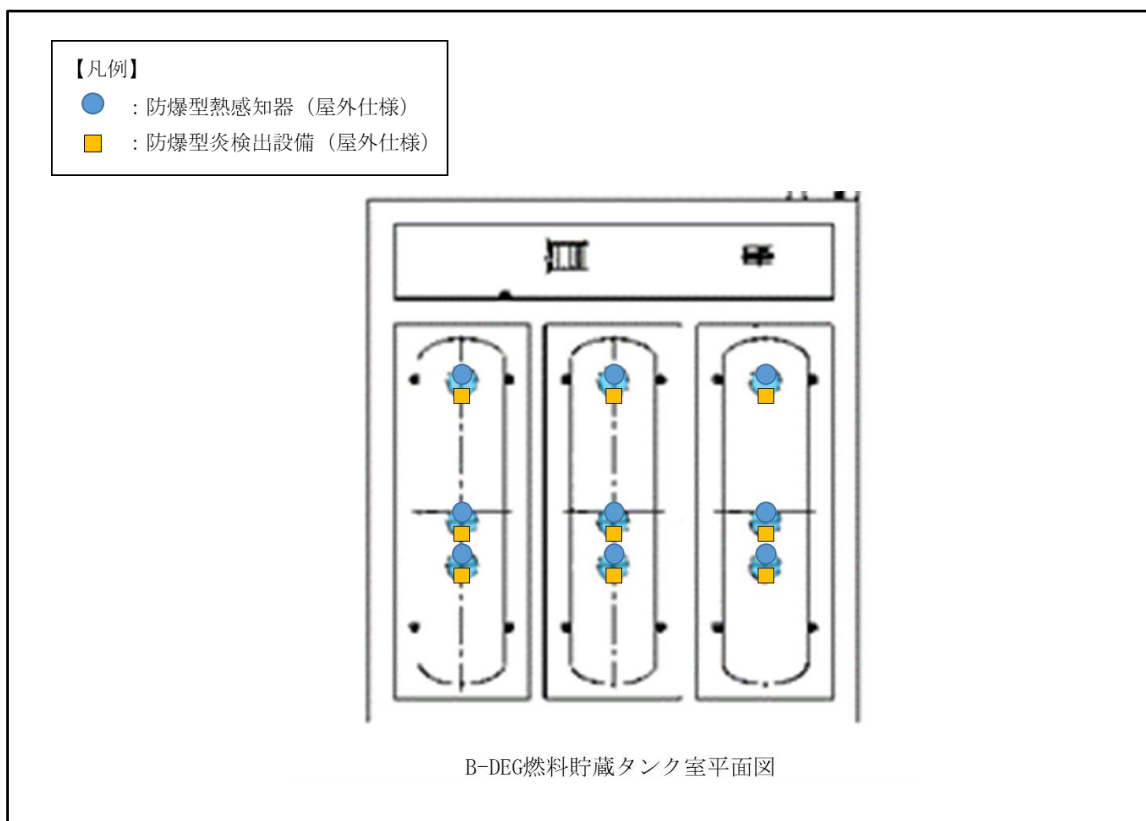 【凡例】
：防爆型熱感知器（屋外仕様）
：防爆型炎検出設備（屋外仕様）
B-DEG燃料貯蔵タンク室平面図